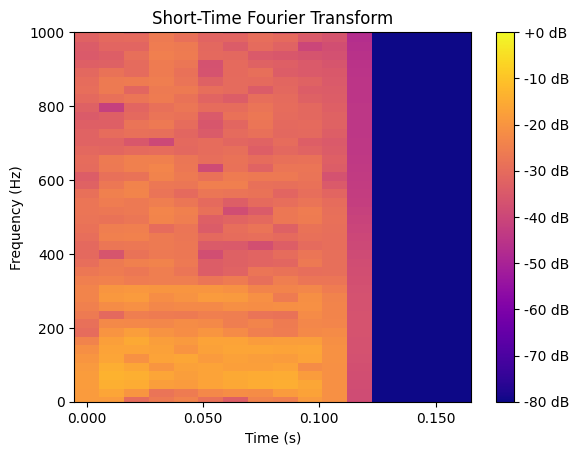 Short-Time Fourier Transform
Frequency (Hz)
1000
800
600
400
200
0
0.000
0.050
0.100
0.150
Time (s)
+0 dB
-10 dB
-20 dB
-30 dB
-40 dB
-50 dB
-60 dB
-70 dB
-80 dB